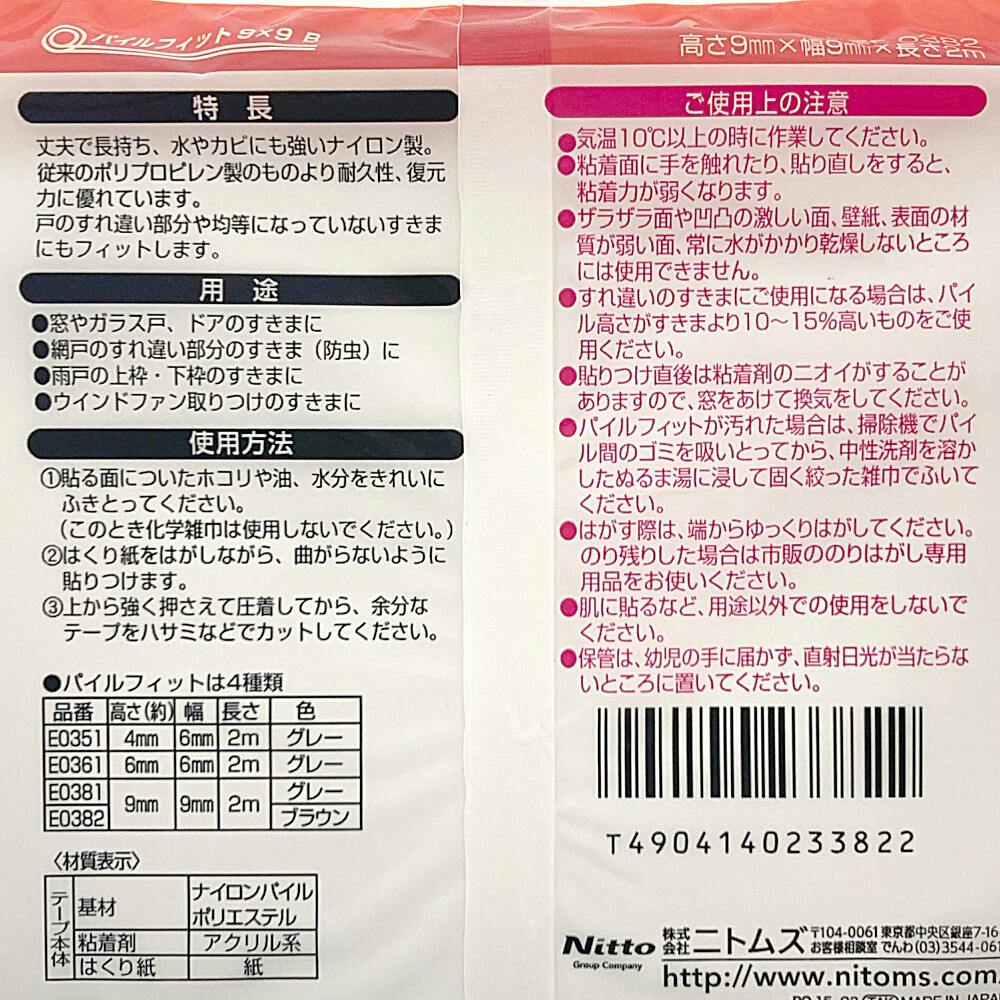 パイルフィット9×9 B
高さ9mm×幅9mm×長さ2m
特 長
丈夫で長持ち、水やカビにも強いナイロン製。
従来のポリプロピレン製のものより耐久性、復元
力に優れています。
戸のすれ違い部分や均等になっていないすきま
にもフィットします。
用 途
●窓やガラス戸、ドアのすきまに
●網戸のすれ違い部分のすきま（防虫）に
●雨戸の上枠・下枠のすきまに
●ウインドファン取りつけのすきまに
使用方法
①貼る面についたホコリや油、水分をきれいに
ふきとってください。
（このとき化学雑巾は使用しないでください。）
②はくり紙をはがしながら、曲がらないように
貼りつけます。
③上から強く押さえて圧着してから、余分な
テープをハサミなどでカットしてください。
●パイルフィットは4種類
品番 高さ(約) 幅 長さ 色
E0351 4mm 6mm 2m グレー
E0361 6mm 6mm 2m グレー
E0381 9mm 9mm 2m グレー
E0382 ブラウン
〈材質表示〉
テープ本体
基材 ナイロンパイル
ポリエステル
粘着剤 アクリル系
はくり紙 紙
ご使用上の注意
●気温10℃以上の時に作業してください。
●粘着面に手を触れたり、貼り直しをすると、
粘着力が弱くなります。
●ザラザラ面や凹凸の激しい面、壁紙、表面の材
質が弱い面、常に水がかかり乾燥しないところ
には使用できません。
●すれ違いのすきまにご使用になる場合は、パイ
ル高さがすきまより10～15%高いものをご使
用ください。
●貼りつけ直後は粘着剤のニオイがすることが
ありますので、窓をあけて換気をしてください。
●パイルフィットが汚れた場合は、掃除機でパイ
ル間のゴミを吸いとってから、中性洗剤を溶か
したぬるま湯に浸して固く絞った雑巾でふいて
ください。
●はがす際は、端からゆっくりはがしてください。
のり残りした場合は市販ののりはがし専用
用品をお使いください。
●肌に貼るなど、用途以外での使用をしないで
ください。
●保管は、幼児の手に届かず、直射日光が当たらな
いところに置いてください。
T4904140233822
Nitto
Group Company
株式会社ニトムズ
〒104-0061 東京都中央区銀座7-16
お客様相談室 でんわ(03)3544-061
http://www.nitoms.com
MADE IN JAPAN